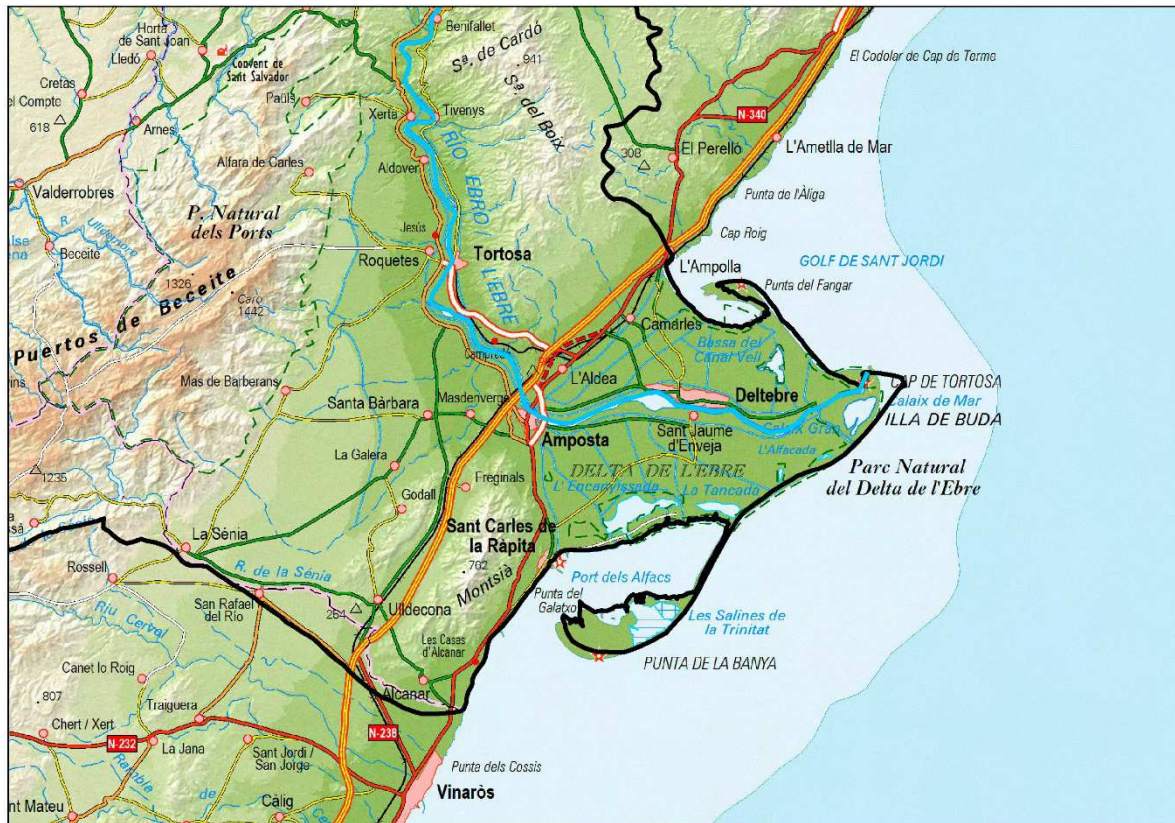 Horta
de Sant Joan
Lledó
Convent de
Sant Salvador
Benifallet
Sª. de Cardó
941
Sª. del Boix
El Codolar de Cap de Terme
Cretas
el Compte
618
Arnes
Paüls
Xerta
Tivenys
RÍO EBRO / L'EBRE
N-340
308
El Perelló
L'Ametlla de Mar
Aldover
Alfara de Carles
Valderrobres
R. Ulldemoro
Beceite
P. Natural
dels Ports
Punta de l'Àliga
Jesús
Roquetes
Tortosa
Cap Roig
L'Ampolla
GOLF DE SANT JORDI
Punta del Fangar
1326
Caro
1442
Puertos de Beceite
Camarles
Bassa del
Canal Vell
Campredó
L'Aldea
Mas de Barberans
Deltebre
CAP DE TORTOSA
Calaix de Mar
ILLA DE BUDA
Santa Bàrbara
Masdenverge
Amposta
Sant Jaume
d'Enveja
Calaix Gran
L'Alfacada
La Galera
1235
DELTA DE L'EBRE
Parc Natural
del Delta de l'Ebre
Freginals
L'Encanyissada
La Tancada
Godall
Sant Carles de
la Ràpita
La Sénia
Rossell
R. de la Sénia
762
Montsià
Port dels Alfacs
Punta del
Galatxo
San Rafael
del Río
264
Ulldecona
Les Salines de
la Trinitat
Riu Cerval
Les Casas
d'Alcanar
PUNTA DE LA BANYA
Canet lo Roig
807
Alcanar
Traiguera
Chert / Xert
N-232
La Jana
N-238
Sant Jordi /
San Jorge
Punta dels Cossis
Rambla de
Vinaròs
nt Mateu
Càlig